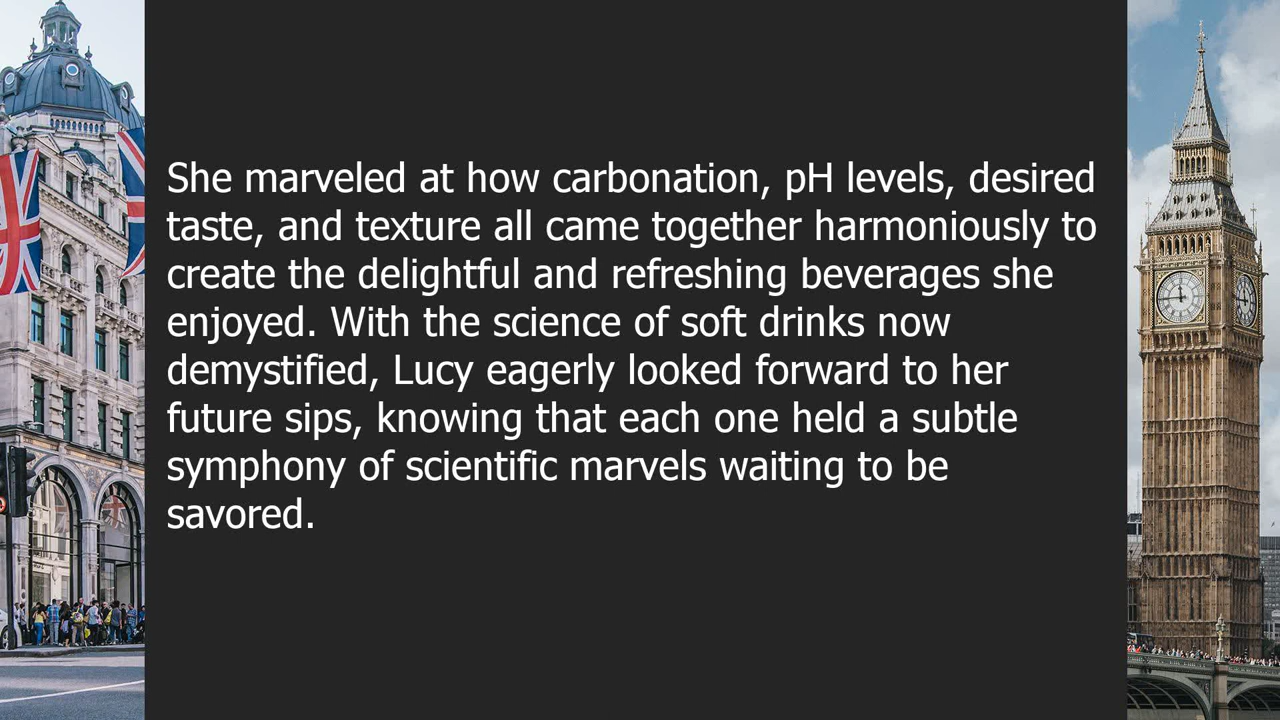 She marveled at how carbonation, pH levels, desired
taste, and texture all came together harmoniously to
create the delightful and refreshing beverages she
enjoyed. With the science of soft drinks now
demystified, Lucy eagerly looked forward to her
future sips, knowing that each one held a subtle
symphony of scientific marvels waiting to be
savored.